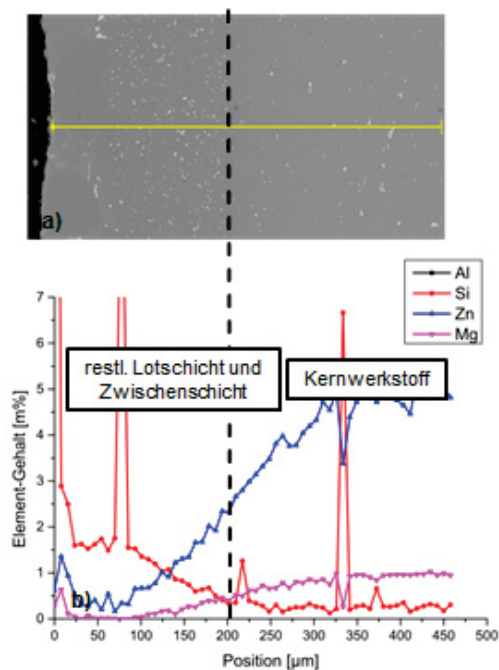 a)
Al
Si
Zn
Mg
restl. Lotschicht und
Zwischenschicht
Kernwerkstoff
Element-Gehalt [m%]
7
6
5
4
3
2
1
0
b)
0 50 100 150 200 250 300 350 400 450 500
Position [µm]